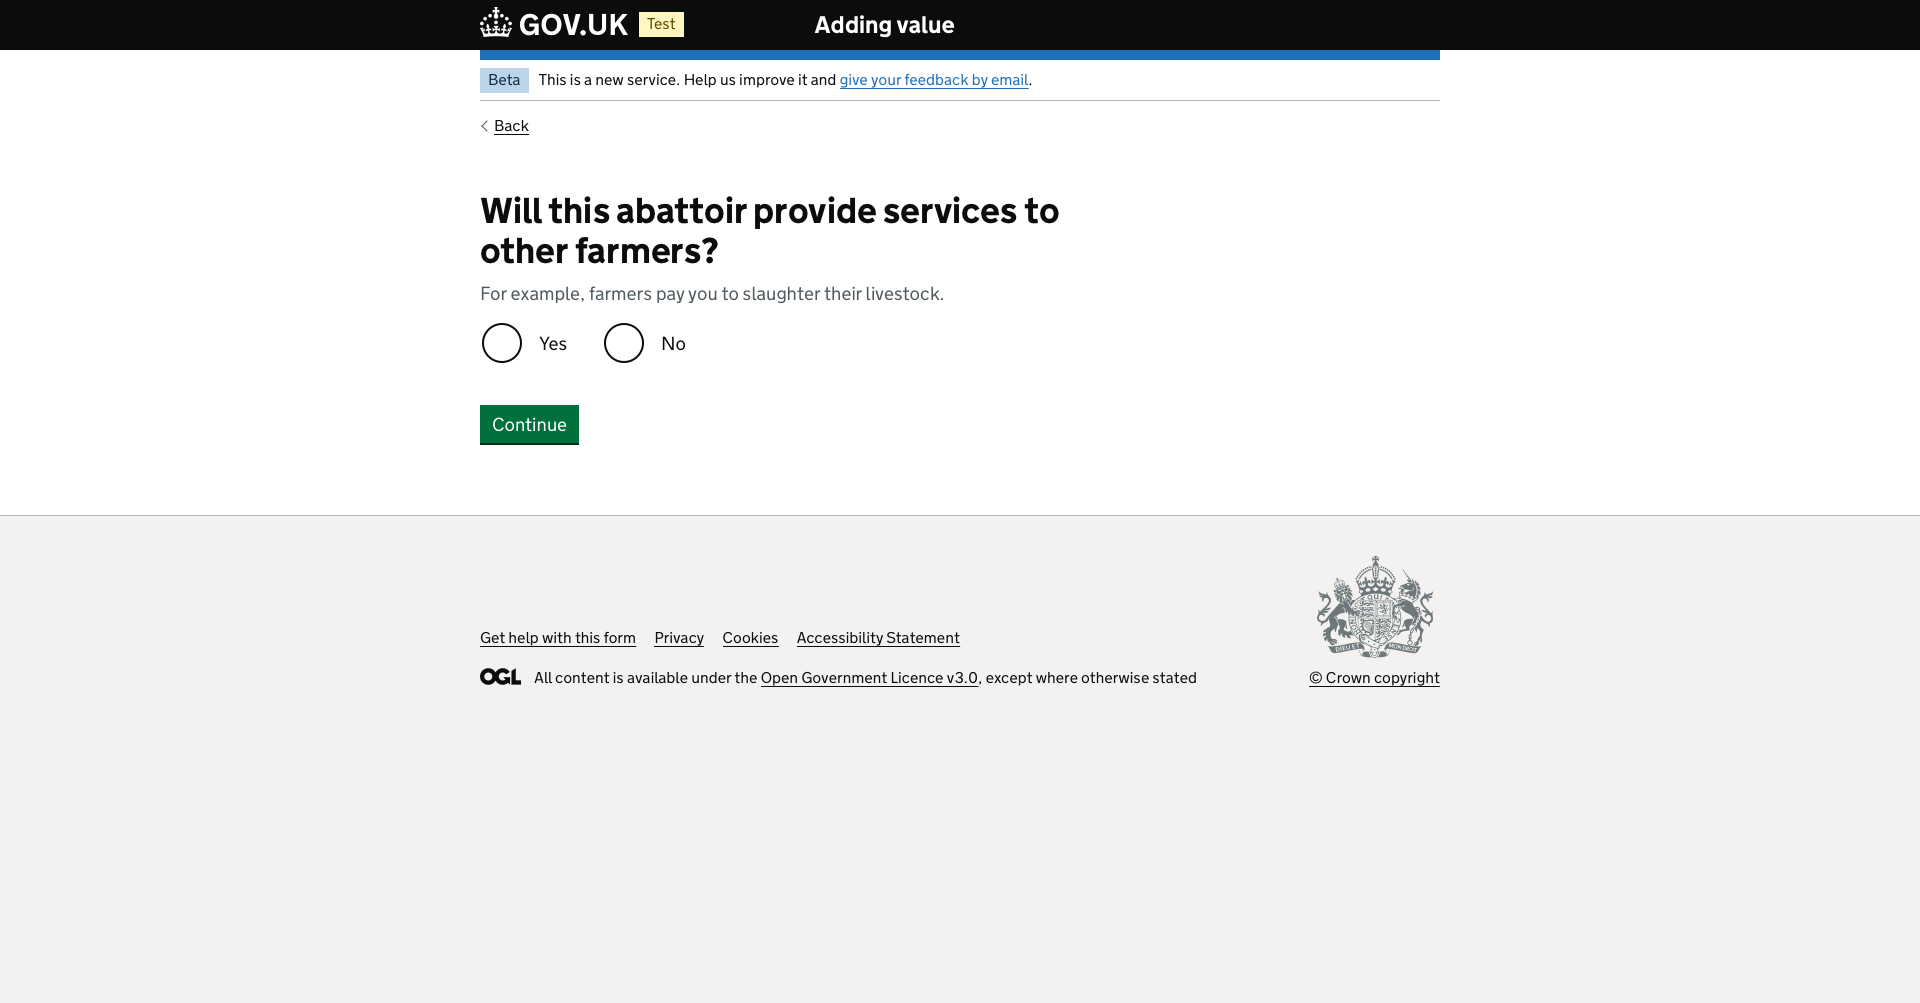 GOV.UK Test Adding value
Beta This is a new service. Help us improve it and give your feedback by email.
Back
Will this abattoir provide services to
other farmers?
For example, farmers pay you to slaughter their livestock.
Yes No
Continue
Get help with this form Privacy Cookies Accessibility Statement
OGL All content is available under the Open Government Licence v3.0, except where otherwise stated
DIEU ET MON DROIT
© Crown copyright